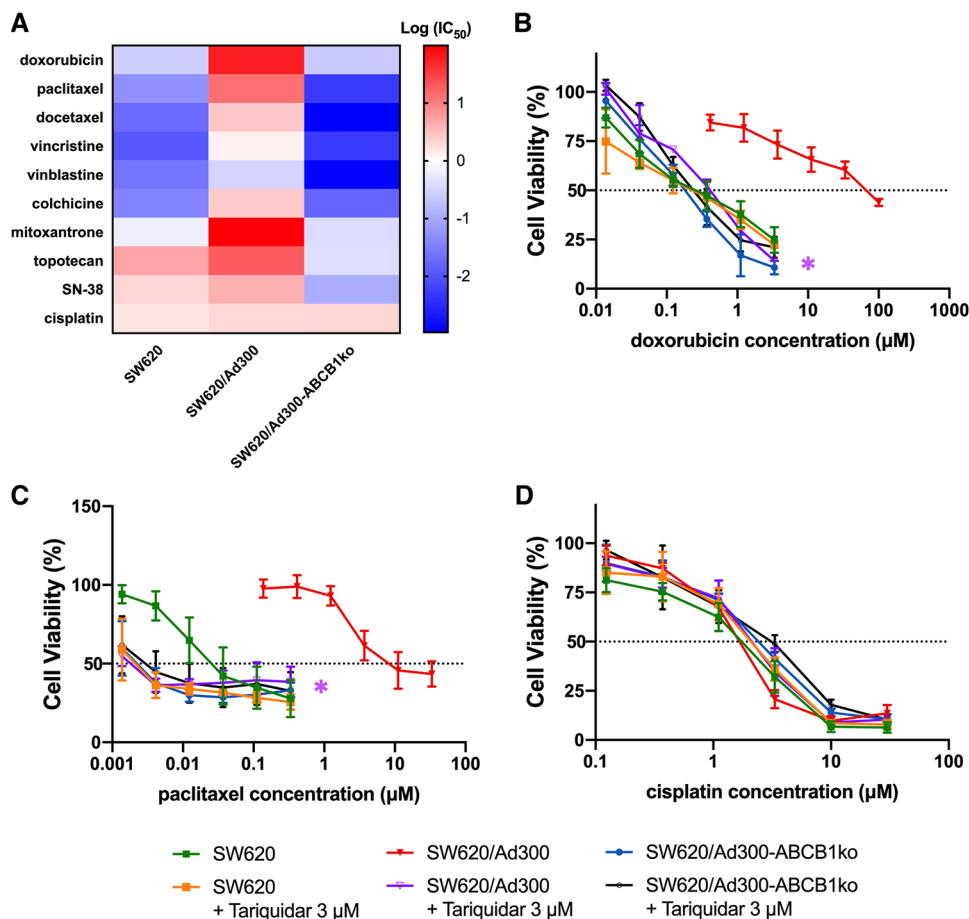 A
Log (IC50)
doxorubicin
paclitaxel
docetaxel
vincristine
vinblastine
colchicine
mitoxantrone
topotecan
SN-38
cisplatin
1
0
-1
-2
SW620
SW620/Ad300
SW620/Ad300-ABCB1ko
B
Cell Viability (%)
100
75
50
25
0
*
0.01 0.1 1 10 100 1000
doxorubicin concentration (µM)
C
Cell Viability (%)
150
100
50
0
*
0.001 0.01 0.1 1 10 100
paclitaxel concentration (µM)
D
Cell Viability (%)
100
75
50
25
0
0.1 1 10 100
cisplatin concentration (µM)
SW620
SW620/Ad300
SW620/Ad300-ABCB1ko
SW620
+ Tariquidar 3 µM
SW620/Ad300
+ Tariquidar 3 µM
SW620/Ad300-ABCB1ko
+ Tariquidar 3 µM